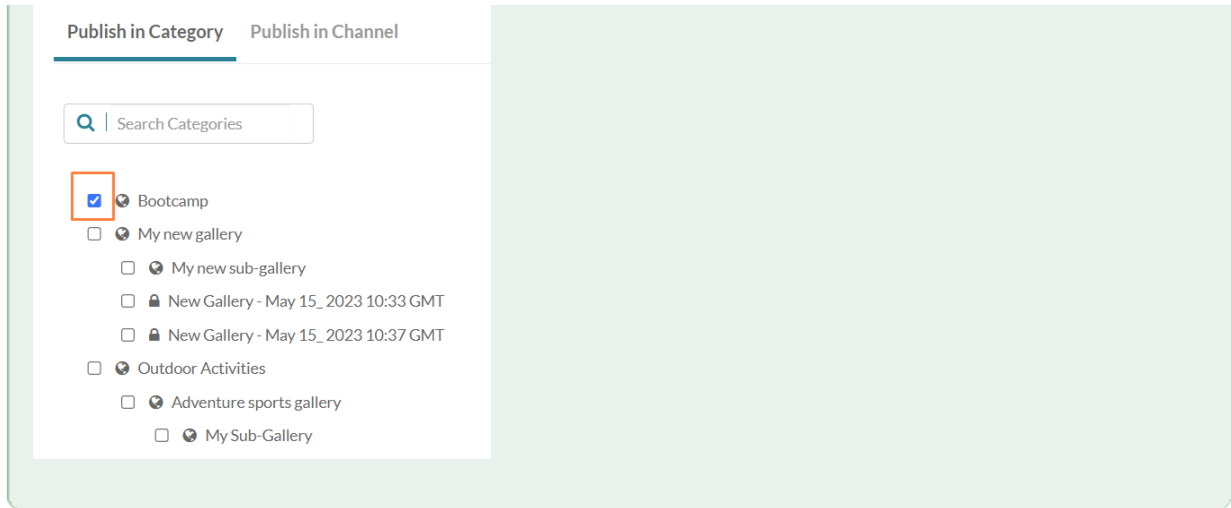 Publish in Category Publish in Channel
Search Categories
Bootcamp
My new gallery
My new sub-gallery
New Gallery - May 15_ 2023 10:33 GMT
New Gallery - May 15_ 2023 10:37 GMT
Outdoor Activities
Adventure sports gallery
My Sub-Gallery